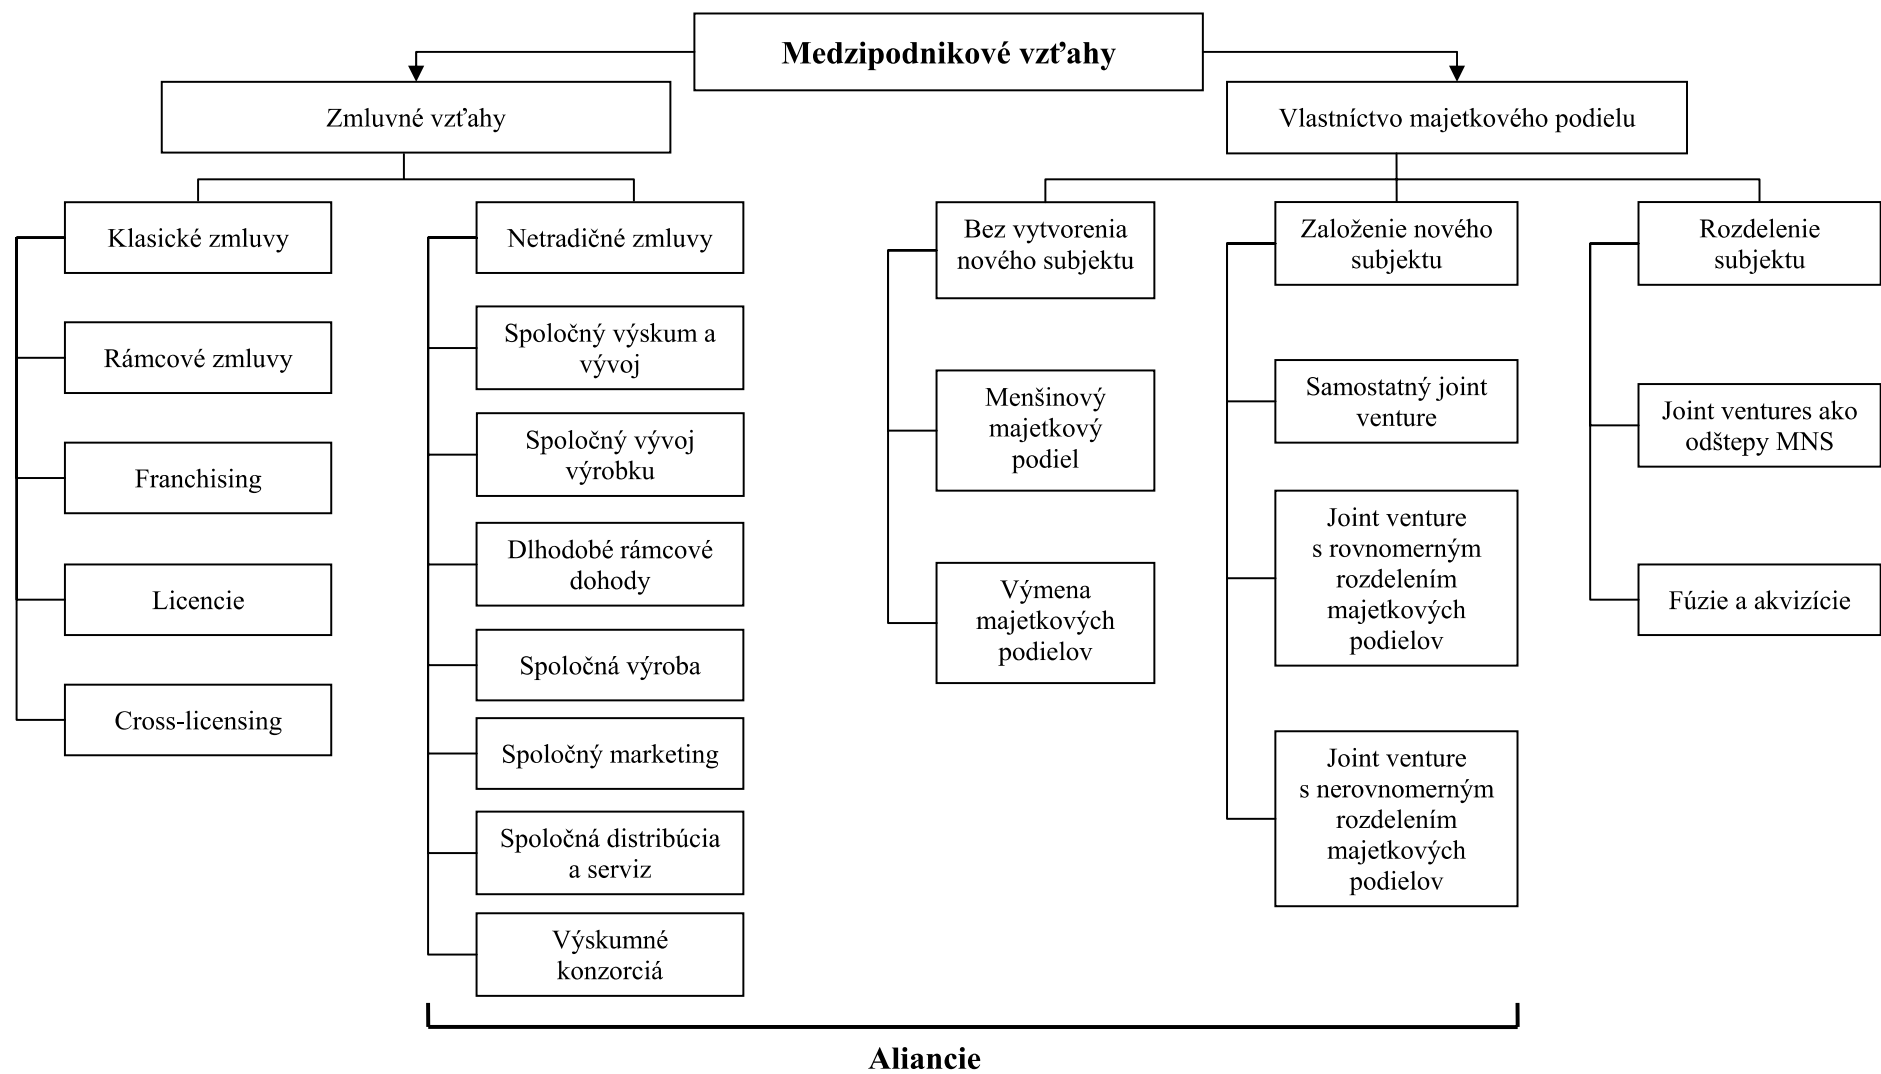 Medzipodnikové vzťahy
Zmluvné vzťahy
Vlastníctvo majetkového podielu
Klasické zmluvy
Rámcové zmluvy
Franchising
Licencie
Cross-licensing
Netradičné zmluvy
Spoločný výskum a
vývoj
Spoločný vývoj
výrobku
Dlhodobé rámcové
dohody
Spoločná výroba
Spoločný marketing
Spoločná distribúcia
a serviz
Výskumné
konzorciá
Bez vytvorenia
nového subjektu
Menšinový
majetkový
podiel
Výmena
majetkových
podielov
Založenie nového
subjektu
Samostatný joint
venture
Joint venture
s rovnomerným
rozdelením
majetkových
podielov
Joint venture
s nerovnomerným
rozdelením
majetkových
podielov
Rozdelenie
subjektu
Joint ventures ako
odštepy MNS
Fúzie a akvizície
Aliancie